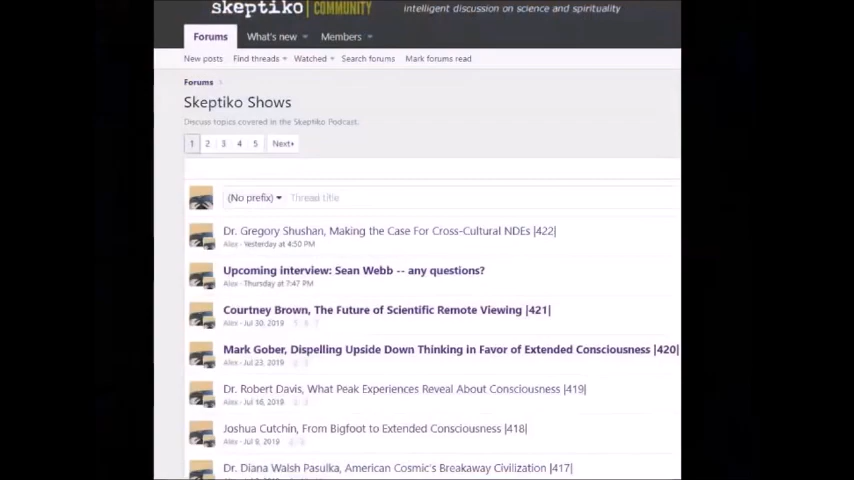 skeptiko COMMUNITY intelligent discussion on science and spirituality
Forums What's new Members
New posts Find threads Watched Search forums Mark forums read
Forums
Skeptiko Shows
Discuss topics covered in the Skeptiko Podcast.
1 2 3 4 5 Next
(No prefix) Thread title
Dr. Gregory Shushan, Making the Case For Cross-Cultural NDEs |422|
Alex · Yesterday at 4:50 PM
Upcoming interview: Sean Webb -- any questions?
Alex · Thursday at 7:47 PM
Courtney Brown, The Future of Scientific Remote Viewing |421|
Alex · Jul 30, 2019
Mark Gober, Dispelling Upside Down Thinking in Favor of Extended Consciousness |420|
Alex · Jul 23, 2019
Dr. Robert Davis, What Peak Experiences Reveal About Consciousness |419|
Alex · Jul 16, 2019
Joshua Cutchin, From Bigfoot to Extended Consciousness |418|
Alex · Jul 9, 2019
Dr. Diana Walsh Pasulka, American Cosmic's Breakaway Civilization |417|